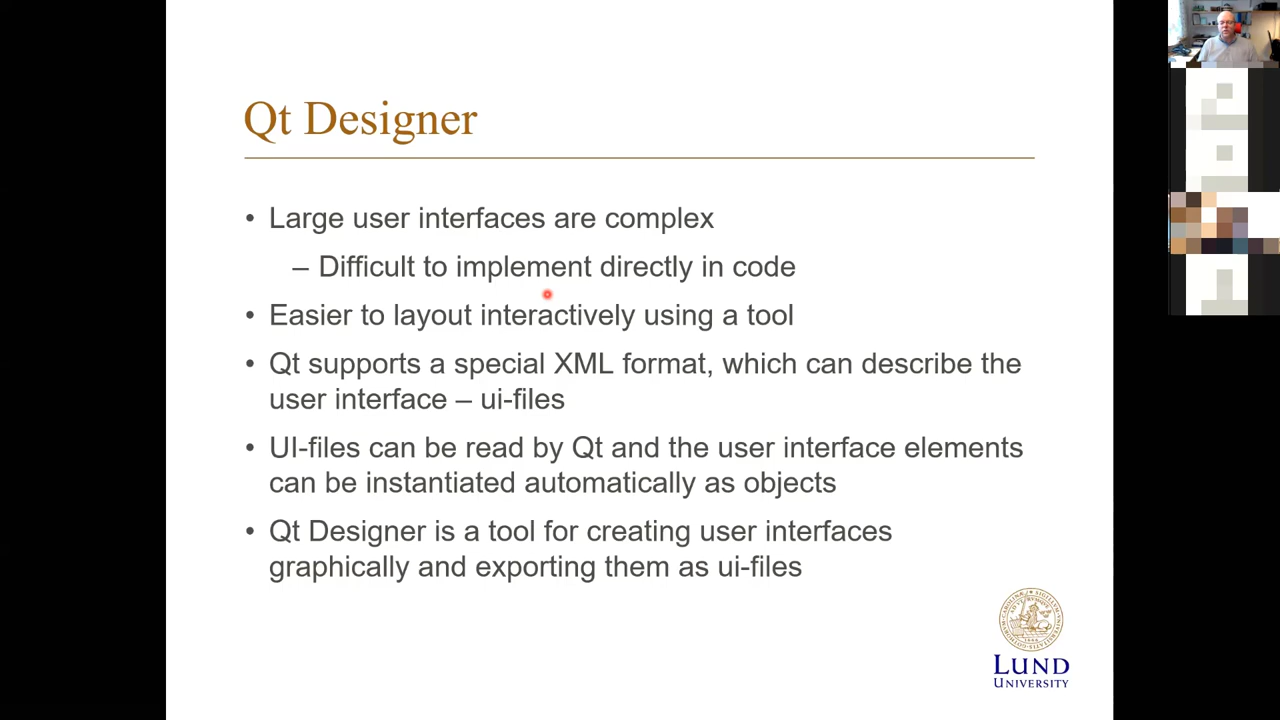 Qt Designer
• Large user interfaces are complex
– Difficult to implement directly in code
• Easier to layout interactively using a tool
• Qt supports a special XML format, which can describe the
user interface – ui-files
• UI-files can be read by Qt and the user interface elements
can be instantiated automatically as objects
• Qt Designer is a tool for creating user interfaces
graphically and exporting them as ui-files
LUND
UNIVERSITY